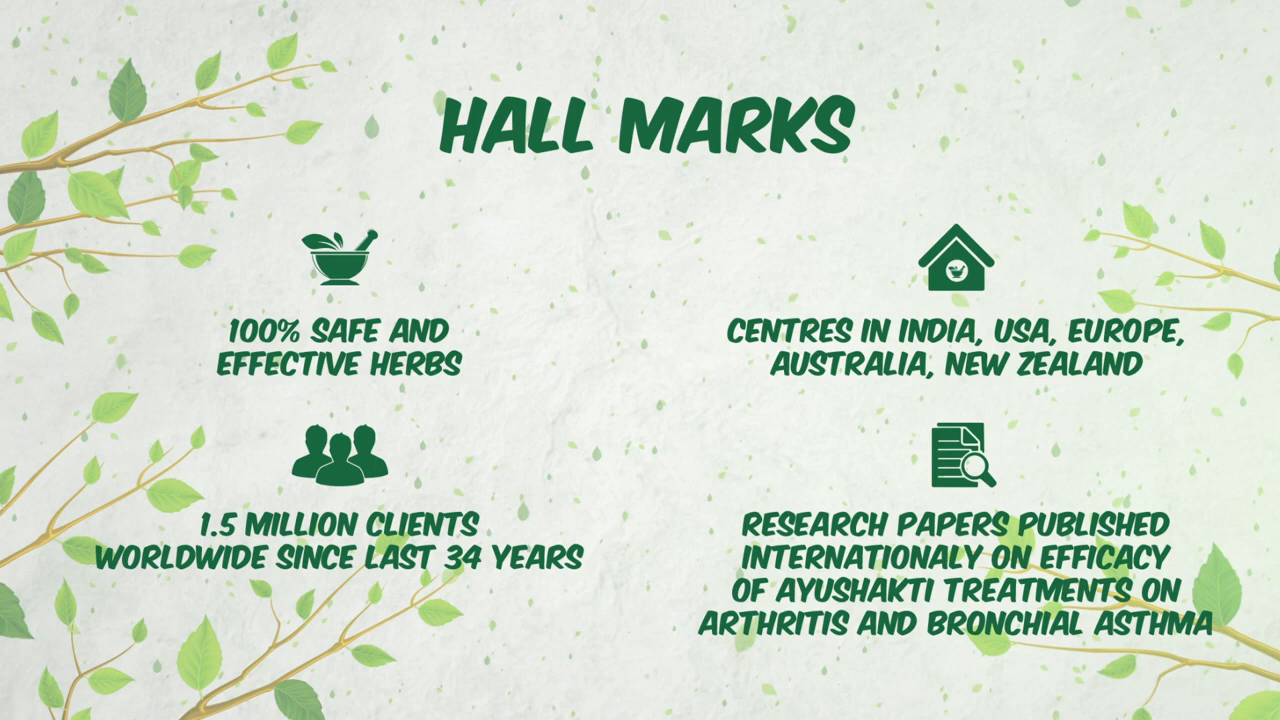 HALL MARKS
100% SAFE AND
EFFECTIVE HERBS
CENTRES IN INDIA, USA, EUROPE,
AUSTRALIA, NEW ZEALAND
1.5 MILLION CLIENTS
WORLDWIDE SINCE LAST 34 YEARS
RESEARCH PAPERS PUBLISHED
INTERNATIONALY ON EFFICACY
OF AYUSHAKTI TREATMENTS ON
ARTHRITIS AND BRONCHIAL ASTHMA